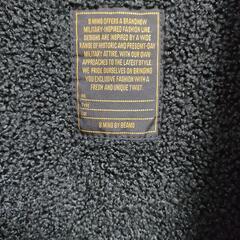 B MING OFFERS A BRANDNEW
MILITARY-INSPIRED FASHION LINE.
DESIGNS ARE INSPIRED BY A WIDE
RANGE OF HISTORIC AND PRESENT-DAY
MILITARY ATTIRE, WITH OUR OWN
APPROACHES TO THE LATEST STYLE.
WE PRIDE OURSELVES ON BRINGING
YOU EXCLUSIVE FASHION WITH A
FRESH AND UNIQUE TWIST.
TYPE
B MING BY BEAMS